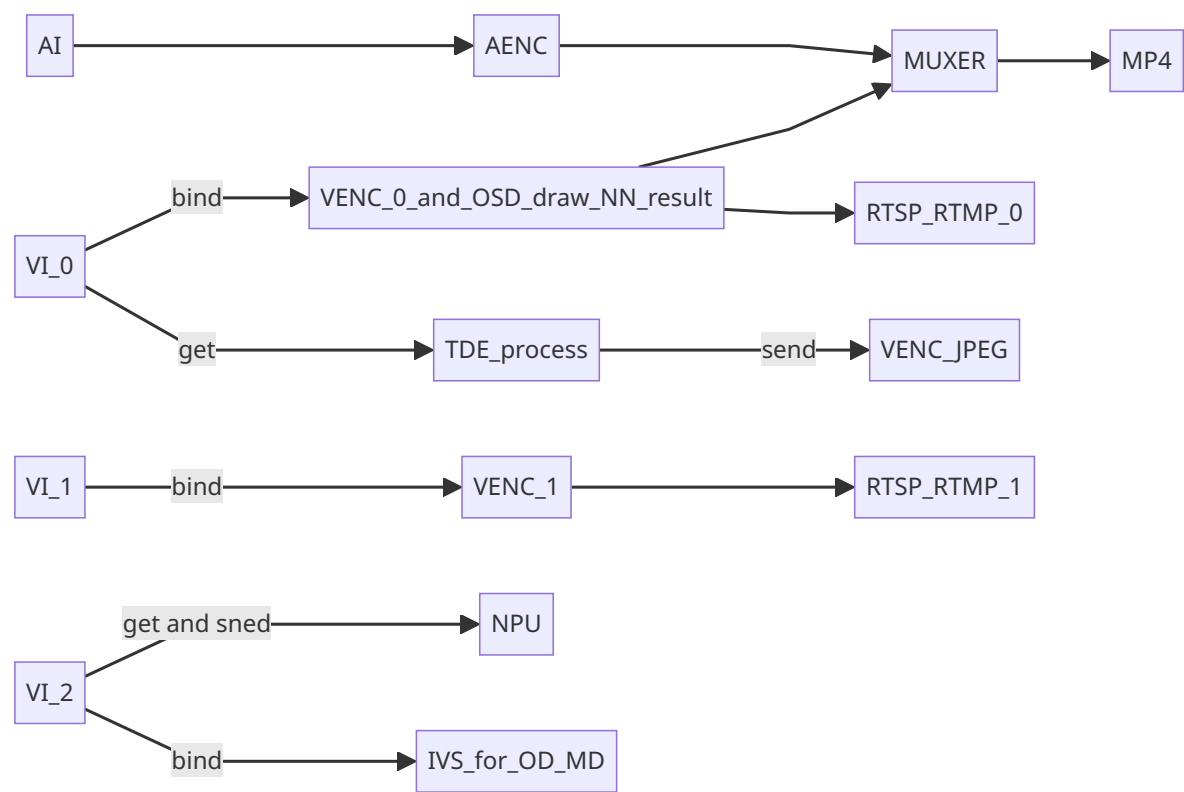 AI
AENC
MUXER
MP4
bind
VENC_0_and_OSD_draw_NN_result
RTSP_RTMP_0
VI_0
get
TDE_process
send
VENC_JPEG
VI_1
bind
VENC_1
RTSP_RTMP_1
get and sned
NPU
VI_2
bind
IVS_for_OD_MD